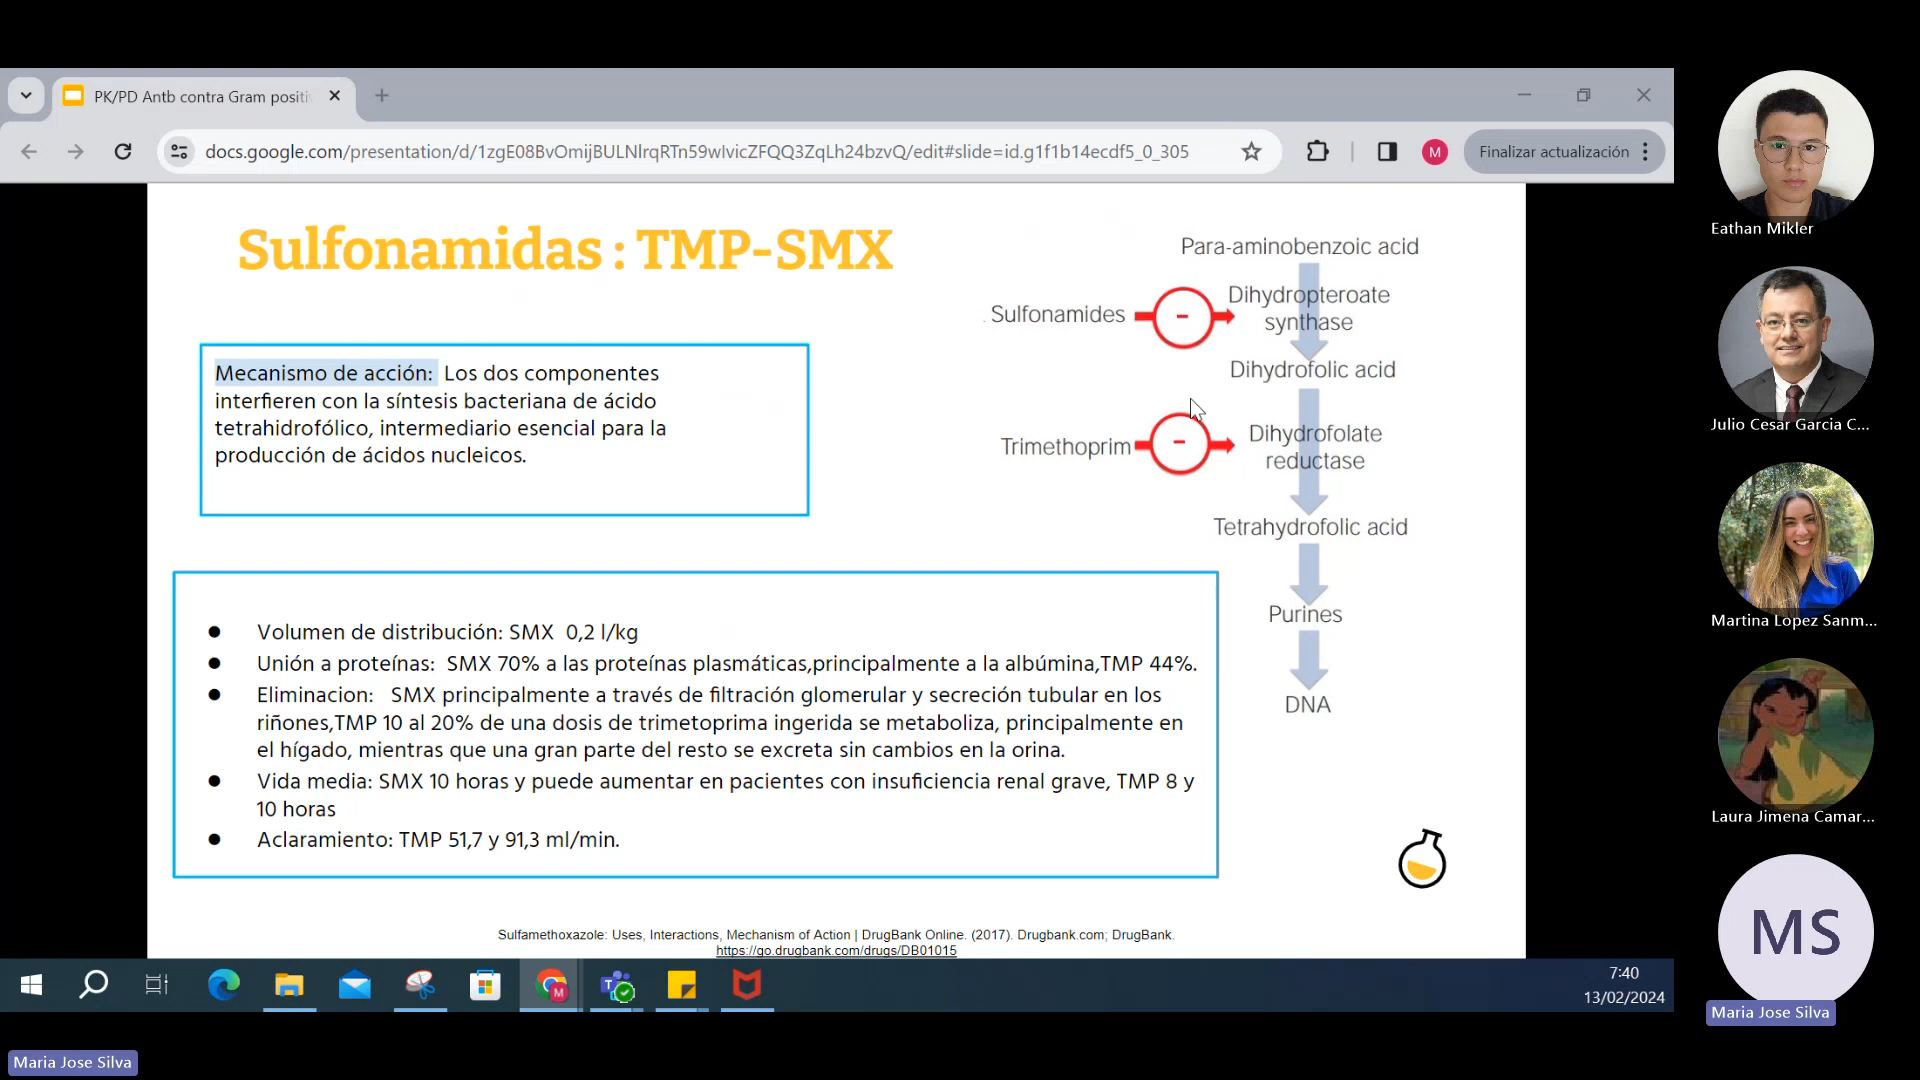 PK/PD Antb contra Gram positi
docs.google.com/presentation/d/1zgE08BvOmijBULNlrqRTn59wIvicZFQQ3ZqLh24bzvQ/edit#slide=id.g1f1b14ecdf5_0_305
M
Finalizar actualización
Sulfonamidas : TMP-SMX
Mecanismo de acción: Los dos componentes
interfieren con la síntesis bacteriana de ácido
tetrahidrofólico, intermediario esencial para la
producción de ácidos nucleicos.
Para-aminobenzoic acid
Sulfonamides
-
Dihydropteroate
synthase
Dihydrofolic acid
Trimethoprim
-
Dihydrofolate
reductase
Tetrahydrofolic acid
Purines
DNA
● Volumen de distribución: SMX 0,2 l/kg
● Unión a proteínas: SMX 70% a las proteínas plasmáticas,principalmente a la albúmina,TMP 44%.
● Eliminacion: SMX principalmente a través de filtración glomerular y secreción tubular en los
riñones,TMP 10 al 20% de una dosis de trimetoprima ingerida se metaboliza, principalmente en
el hígado, mientras que una gran parte del resto se excreta sin cambios en la orina.
● Vida media: SMX 10 horas y puede aumentar en pacientes con insuficiencia renal grave, TMP 8 y
10 horas
● Aclaramiento: TMP 51,7 y 91,3 ml/min.
Sulfamethoxazole: Uses, Interactions, Mechanism of Action | DrugBank Online. (2017). Drugbank.com; DrugBank.
https://go.drugbank.com/drugs/DB01015
M
T
7:40
13/02/2024
Eathan Mikler
Julio Cesar Garcia C...
Martina Lopez Sanm...
Laura Jimena Camar...
MS
Maria Jose Silva
Maria Jose Silva